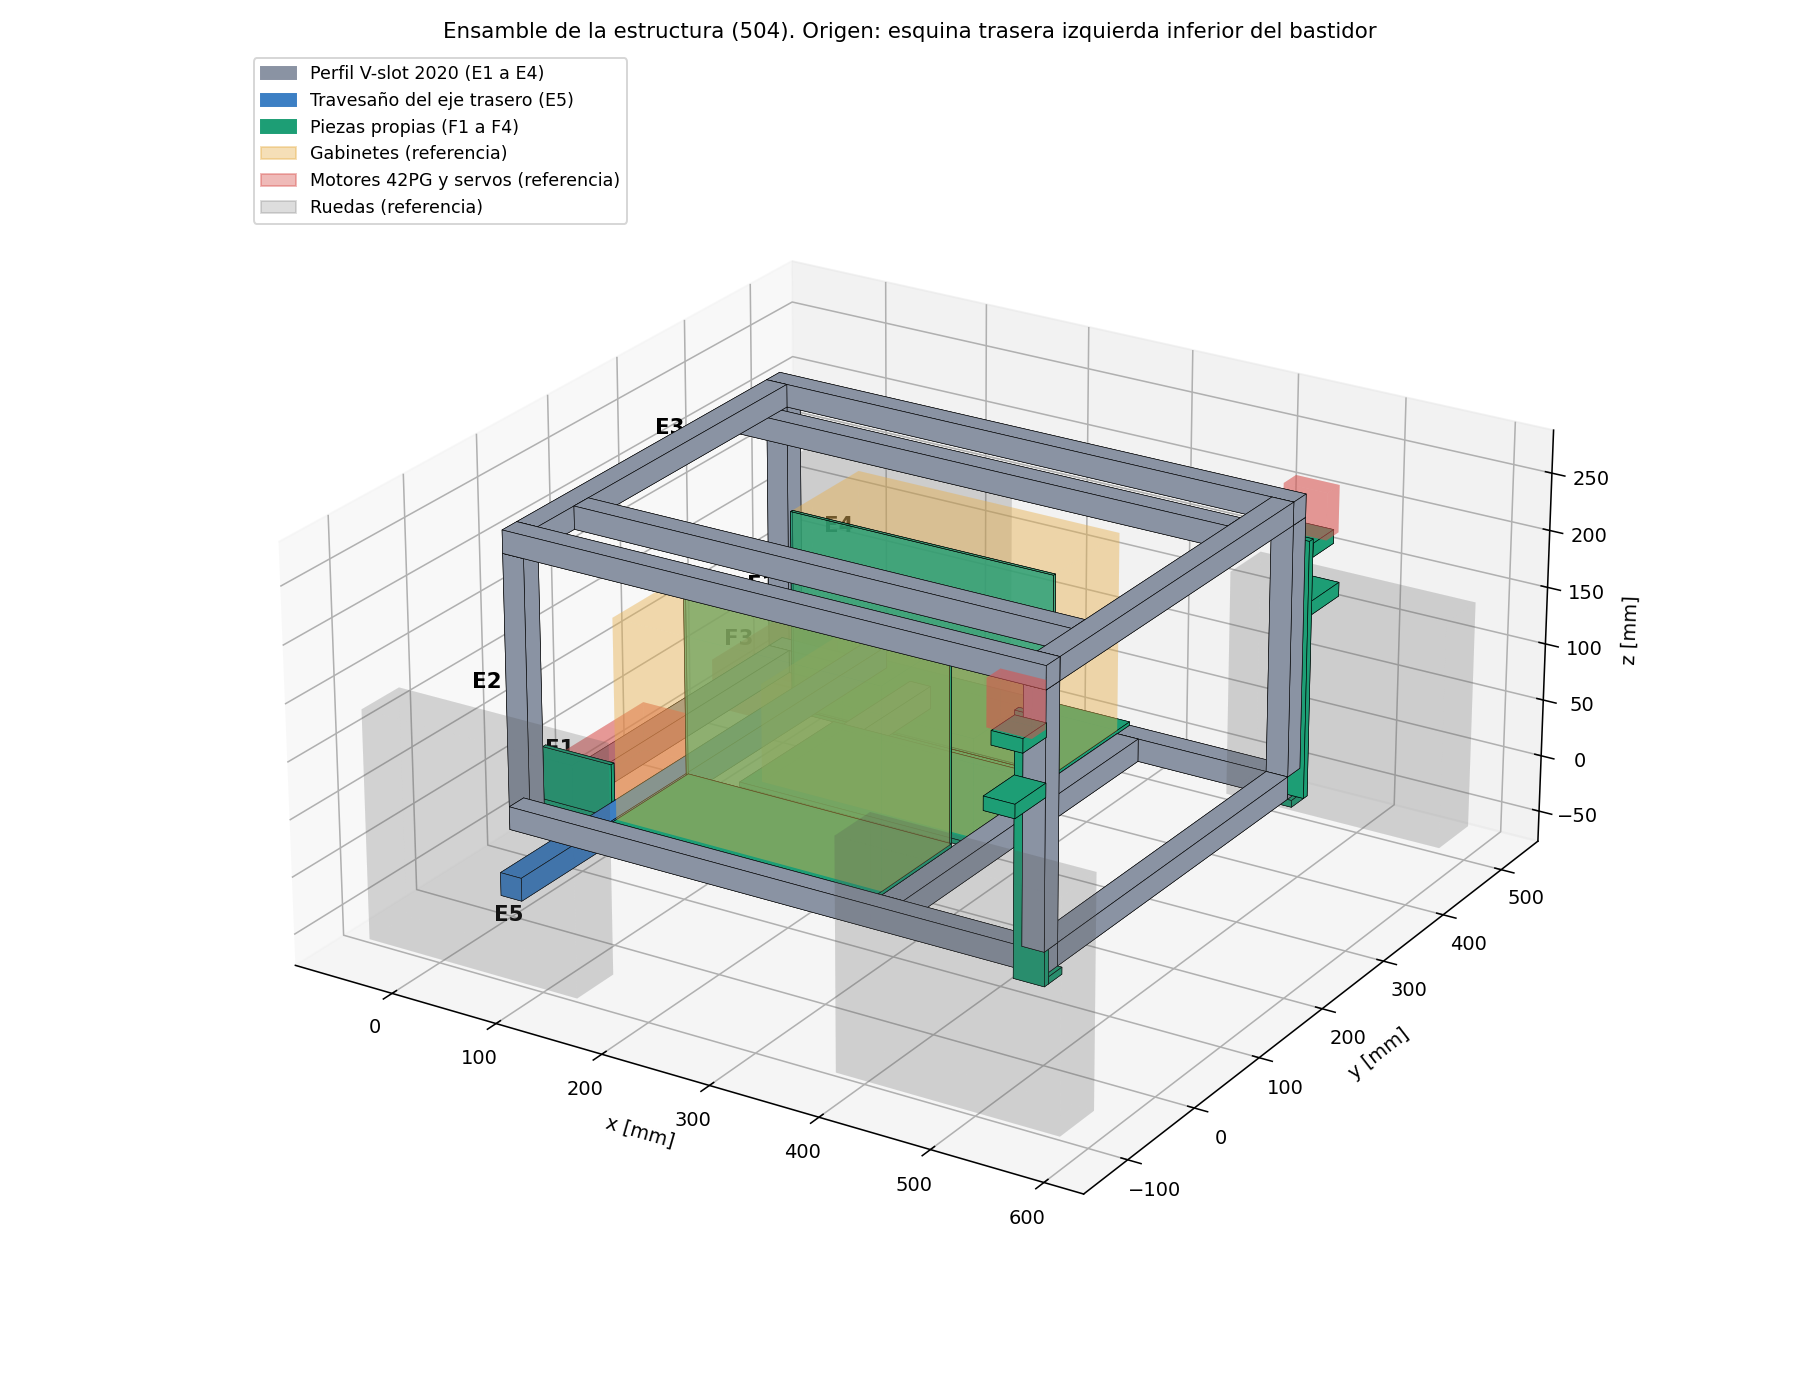 Ensamble de la estructura (504). Origen: esquina trasera izquierda inferior del bastidor
Perfil V-slot 2020 (E1 a E4)
Travesaño del eje trasero (E5)
Piezas propias (F1 a F4)
Gabinetes (referencia)
Motores 42PG y servos (referencia)
Ruedas (referencia)
E3
E4
F3
E2
E1
E5
250
200
150
100
50
0
−50
z [mm]
500
400
300
200
100
0
−100
y [mm]
0
100
200
300
400
500
600
x [mm]